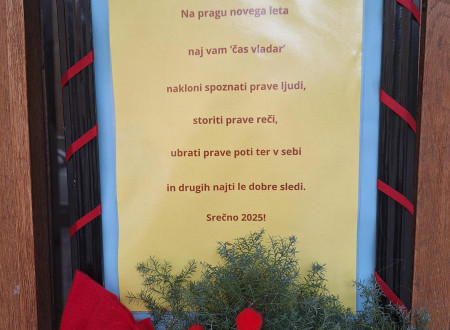 Na pragu novega leta
naj vam 'čas vladar'
nakloni spoznati prave ljudi,
storiti prave reči,
ubrati prave poti ter v sebi
in drugih najti le dobre sledi.
Srečno 2025!